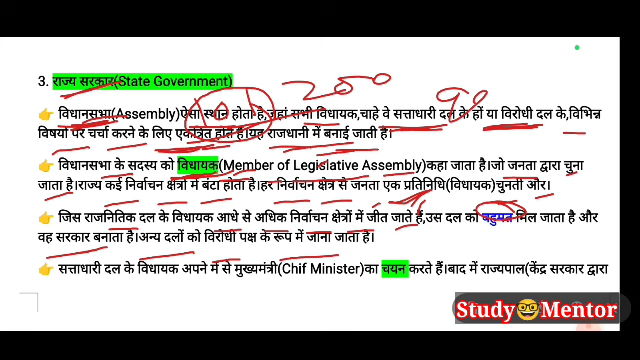 3. राज्य सरकार(State Government)
200
101
99
👉 विधानसभा(Assembly)ऐसा स्थान होता है,जहां सभी विधायक,चाहे वे सत्ताधारी दल के हों या विरोधी दल के,विभिन्न
विषयों पर चर्चा करने के लिए एकत्रित होते हैं।यह राजधानी में बनाई जाती है।
👉 विधानसभा के सदस्य को विधायक(Member of Legislative Assembly)कहा जाता है।जो जनता द्वारा चुना
जाता है।राज्य कई निर्वाचन क्षेत्रों में बंटा होता है।हर निर्वाचन क्षेत्र से जनता एक प्रतिनिधि(विधायक)चुनती और।
👉 जिस राजनितिक दल के विधायक आधे से अधिक निर्वाचन क्षेत्रों में जीत जाते हैं,उस दल को बहुमत मिल जाता है और
वह सरकार बनाता है।अन्य दलों को विरोधी पक्ष के रूप में जाना जाता है।
👉 सत्ताधारी दल के विधायक अपने में से मुख्यमंत्री(Chif Minister)का चयन करते हैं।बाद में राज्यपाल(केंद्र सरकार द्वारा
Study🤓Mentor